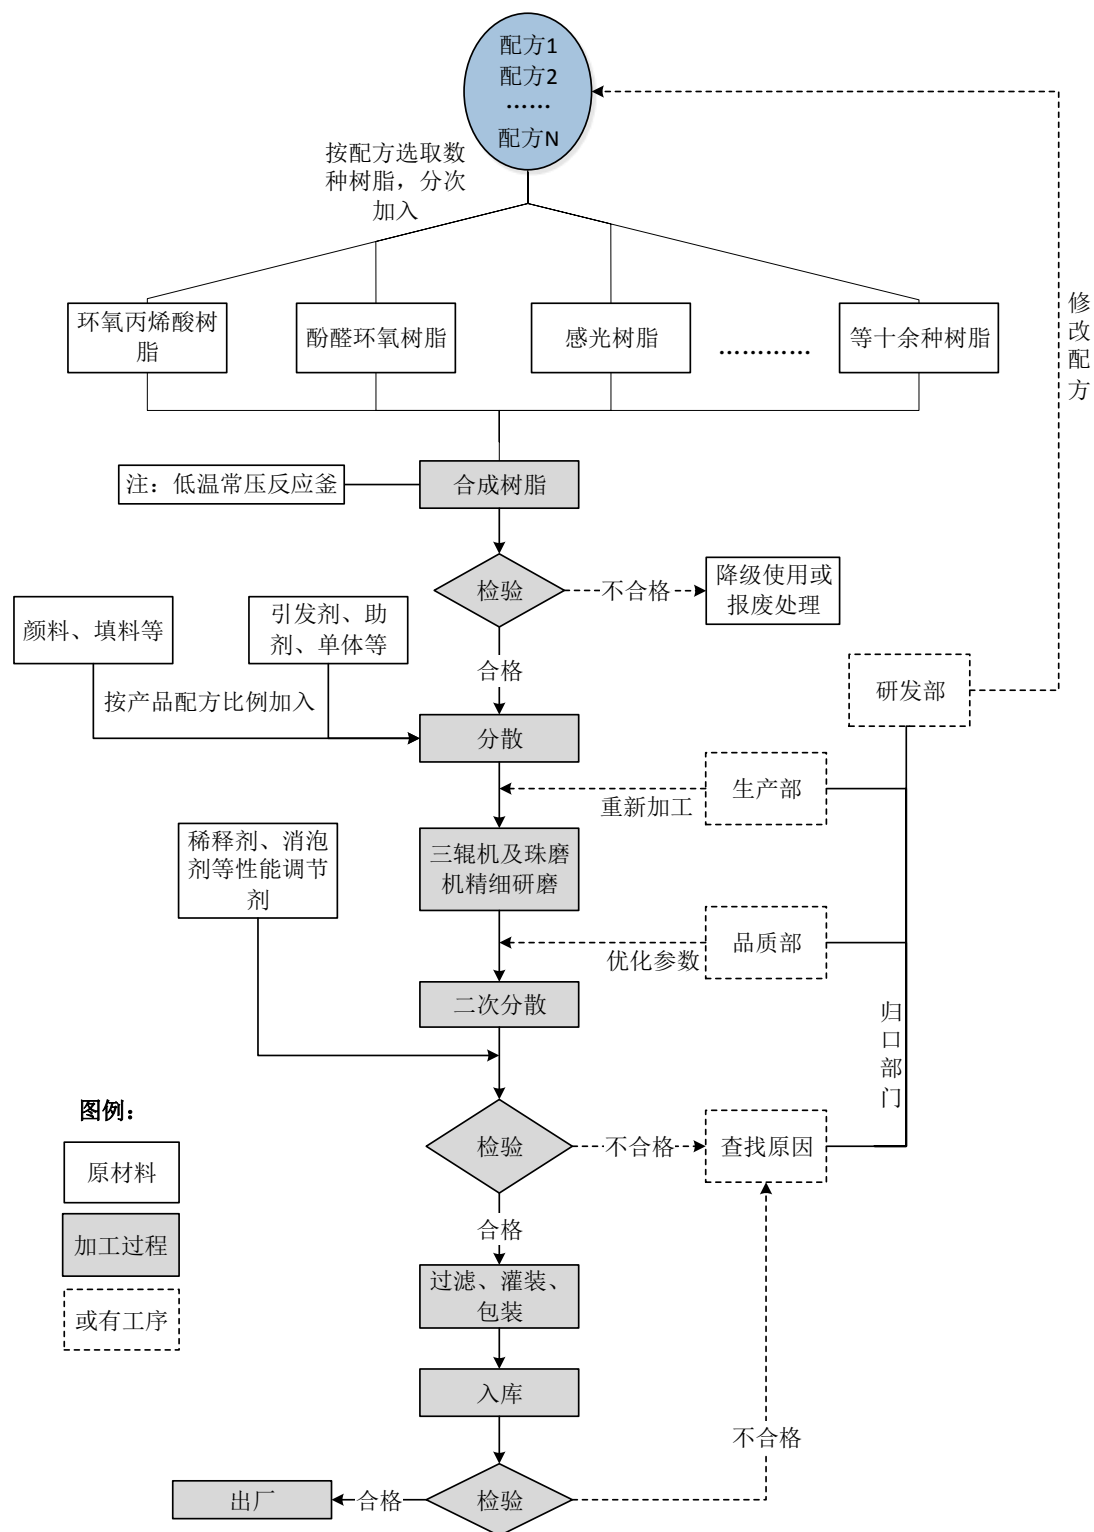 配方1
配方2
……
配方N
按配方选取数
种树脂，分次
加入
环氧丙烯酸树
脂
酚醛环氧树脂
感光树脂
…………
等十余种树脂
修
改
配
方
注：低温常压反应釜
合成树脂
检验
不合格
降级使用或
报废处理
颜料、填料等
引发剂、助
剂、单体等
合格
按产品配方比例加入
研发部
分散
生产部
重新加工
稀释剂、消泡
剂等性能调节
剂
三辊机及珠磨
机精细研磨
品质部
优化参数
二次分散
归
口
部
门
图例：
检验
不合格
查找原因
原材料
合格
加工过程
过滤、灌装、
包装
或有工序
入库
不合格
出厂
合格
检验